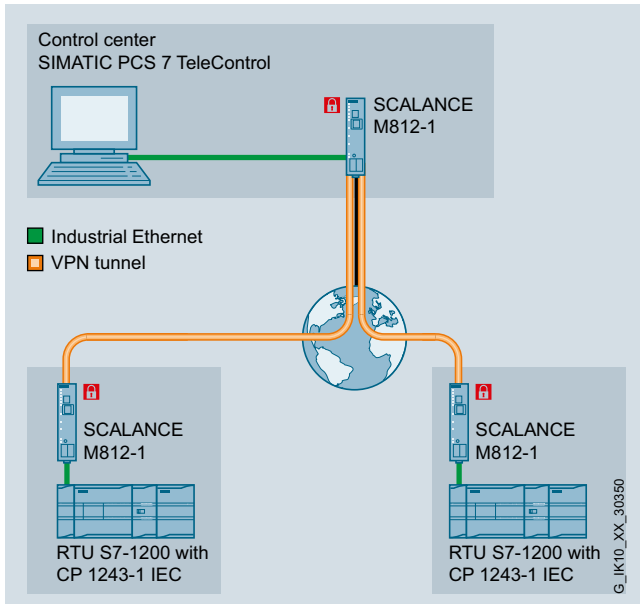 Control center
SIMATIC PCS 7 TeleControl
SCALANCE
M812-1
Industrial Ethernet
VPN tunnel
SCALANCE
M812-1
SCALANCE
M812-1
RTU S7-1200 with
CP 1243-1 IEC
RTU S7-1200 with
CP 1243-1 IEC
G_IK10_XX_30350